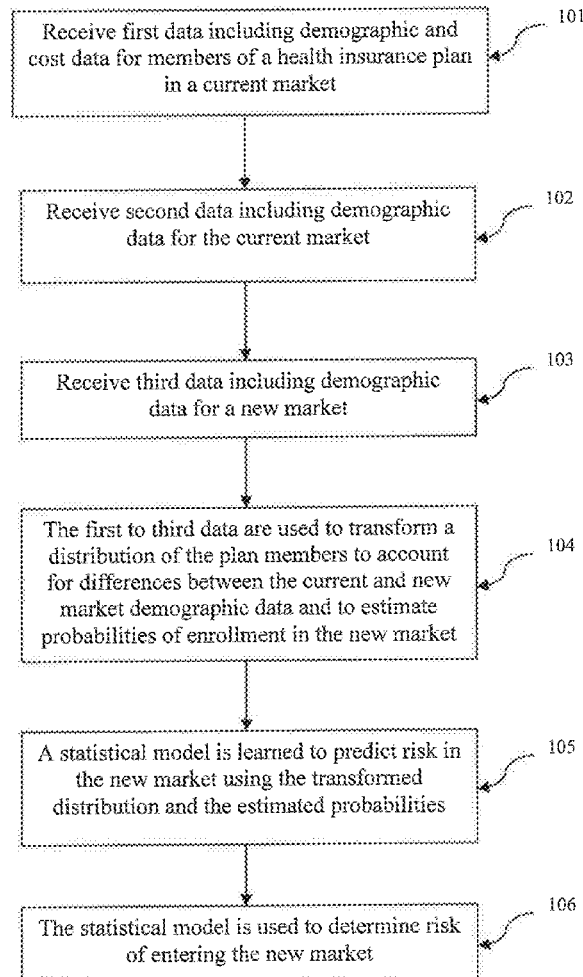 Receive first data including demographic and
cost data for members of a health insurance plan
in a current market
101
Receive second data including demographic
data for the current market
102
Receive third data including demographic
data for a new market
103
The first to third data are used to transform a
distribution of the plan members to account
for differences between the current and new
market demographic data and to estimate
probabilities of enrollment in the new market
104
A statistical model is learned to predict risk in
the new market using the transformed
distribution and the estimated probabilities
105
The statistical model is used to determine risk
of entering the new market
106